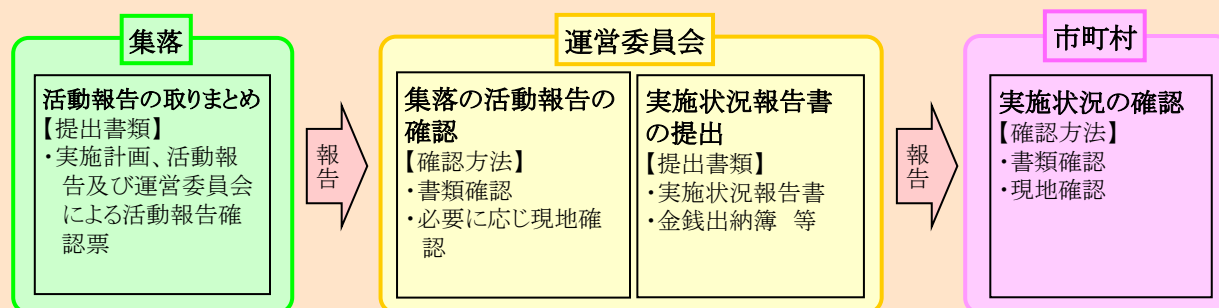 集落
活動報告の取りまとめ
【提出書類】
・実施計画、活動報
告及び運営委員会
による活動報告確
認票
報告
運営委員会
集落の活動報告の
確認
【確認方法】
・書類確認
・必要に応じ現地確
認
実施状況報告書
の提出
【提出書類】
・実施状況報告書
・金銭出納簿　等
報告
市町村
実施状況の確認
【確認方法】
・書類確認
・現地確認